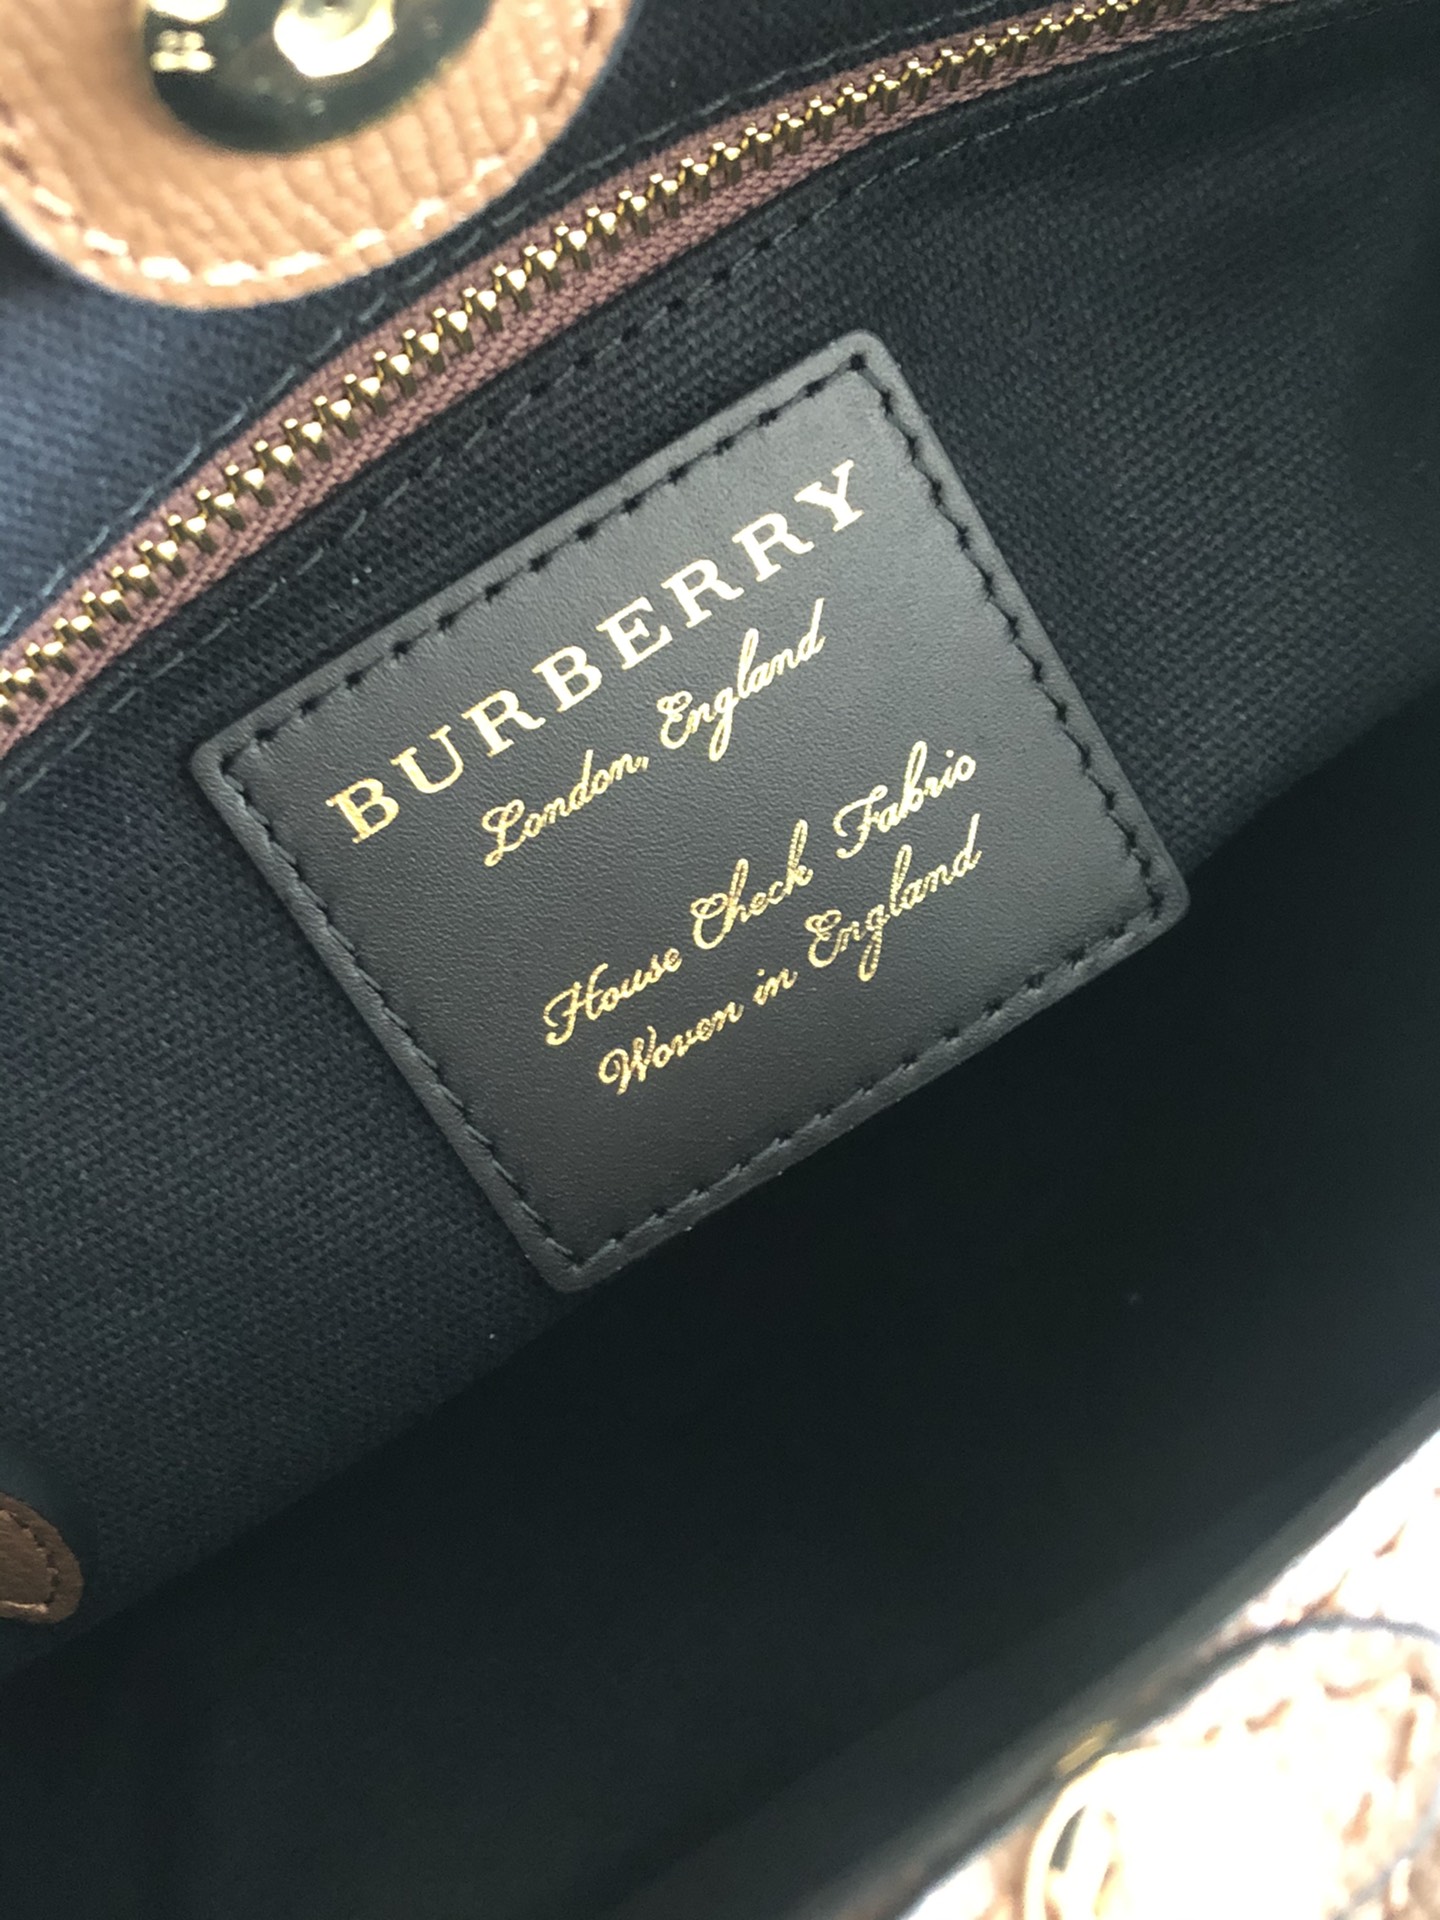 BURBERRY
London, England
House Check Fabric
Woven in England